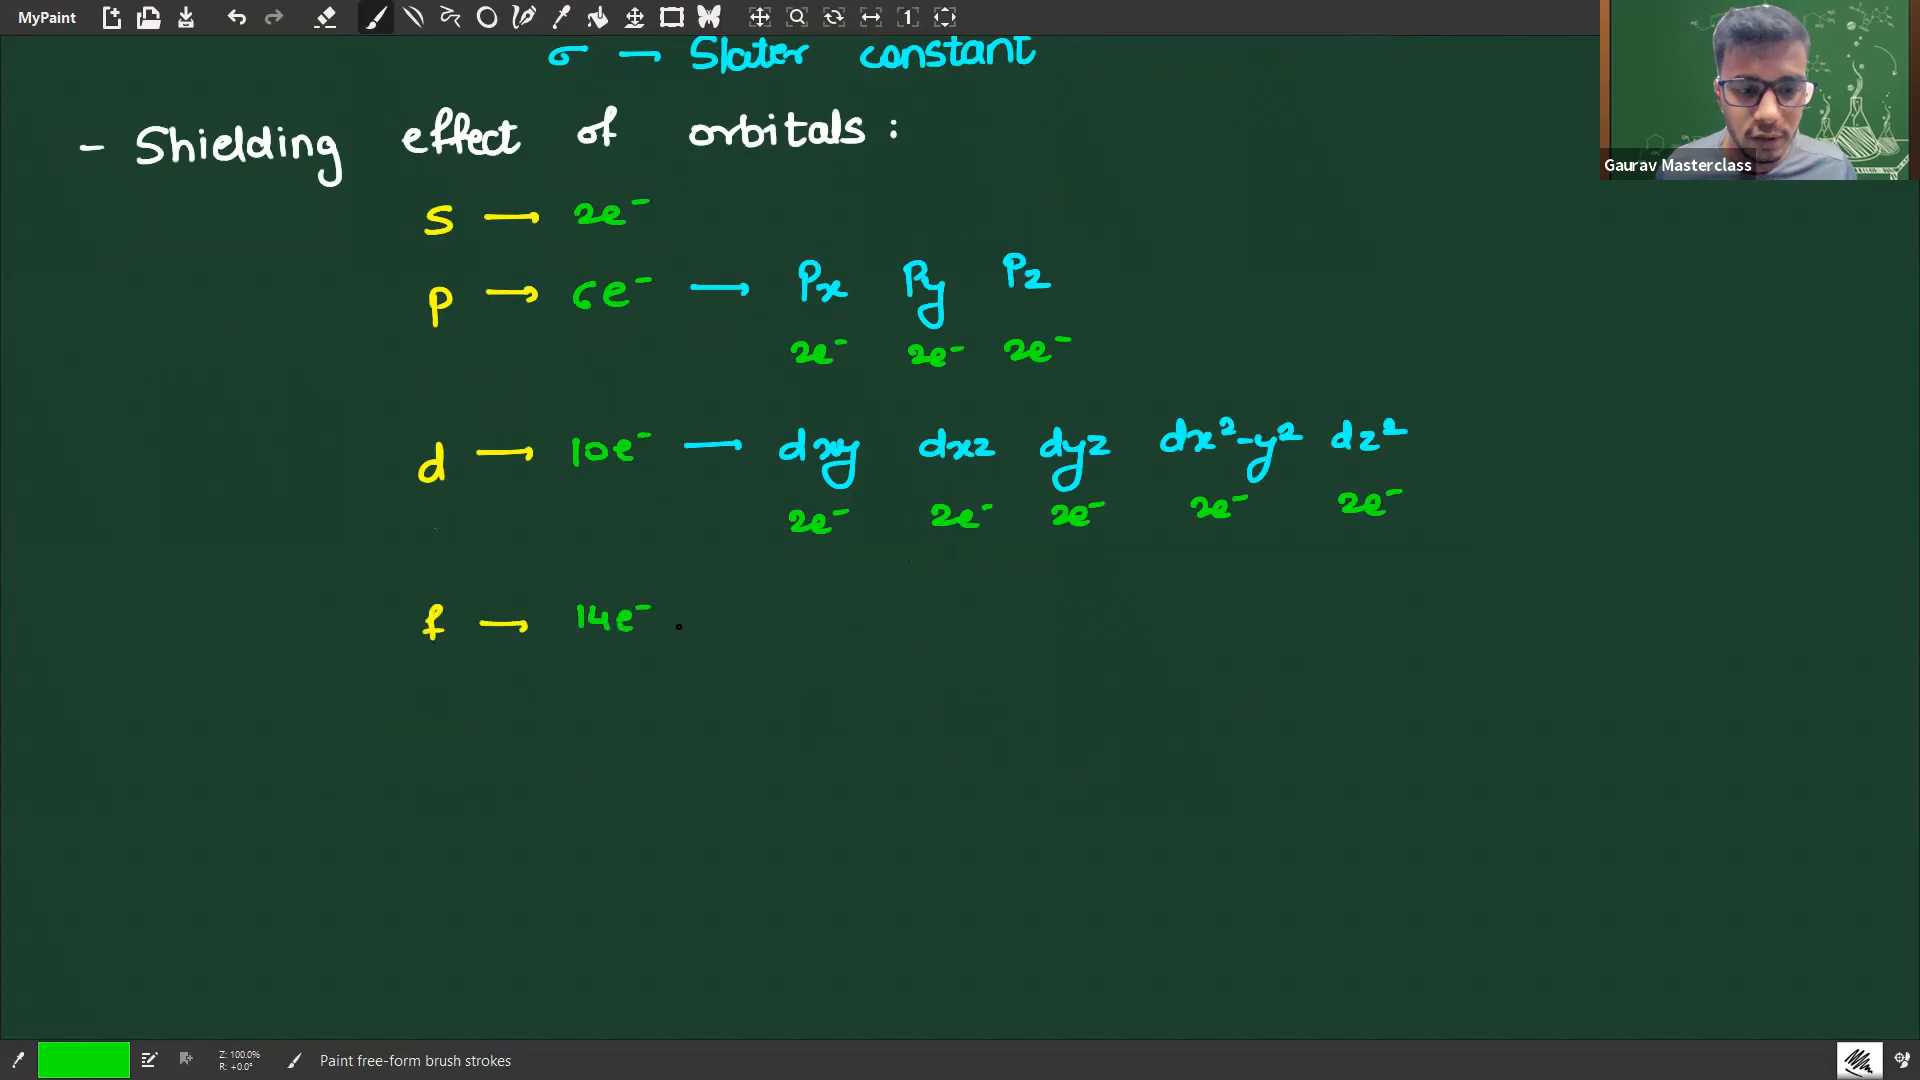 MyPaint
σ → Slater constant
Gaurav Masterclass
- Shielding effect of orbitals :
s → 2e⁻
p → 6e⁻ → Px Py Pz
2e⁻ 2e⁻ 2e⁻
d → 10e⁻ → dxy dxz dyz dx²-y² dz²
2e⁻ 2e⁻ 2e⁻ 2e⁻ 2e⁻
f → 14e⁻
Z: 100.0%
R: +0.0°
Paint free-form brush strokes